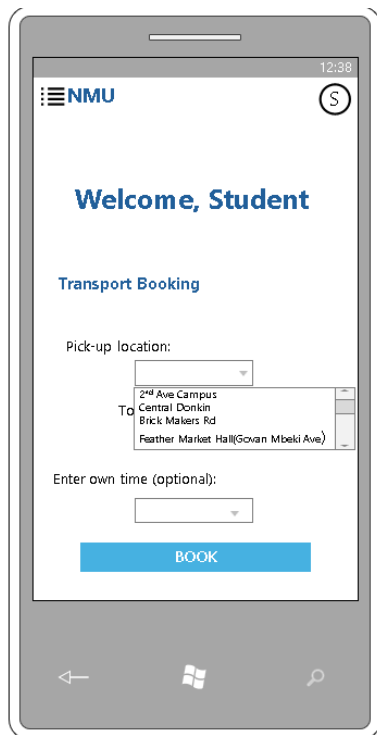 12:38
NMU
S
Welcome, Student
Transport Booking
Pick-up location:
2nd Ave Campus
To
Central Donkin
Brick Makers Rd
Feather Market Hall(Govan Mbeki Ave)
Enter own time (optional):
BOOK